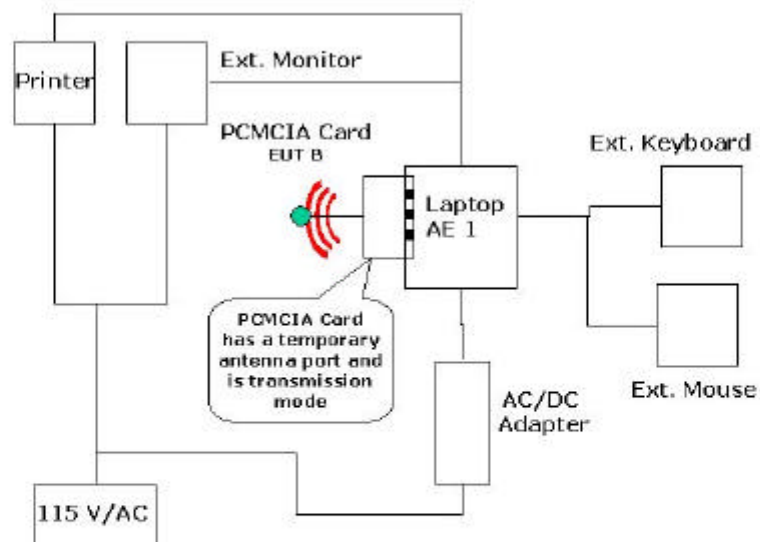 Printer
Ext. Monitor
PCMCIA Card
EUT B
Ext. Keyboard
Laptop
AE 1
PCMCIA Card
has a temporary
antenna port and
is transmission
mode
Ext. Mouse
AC/DC
Adapter
115 V/AC